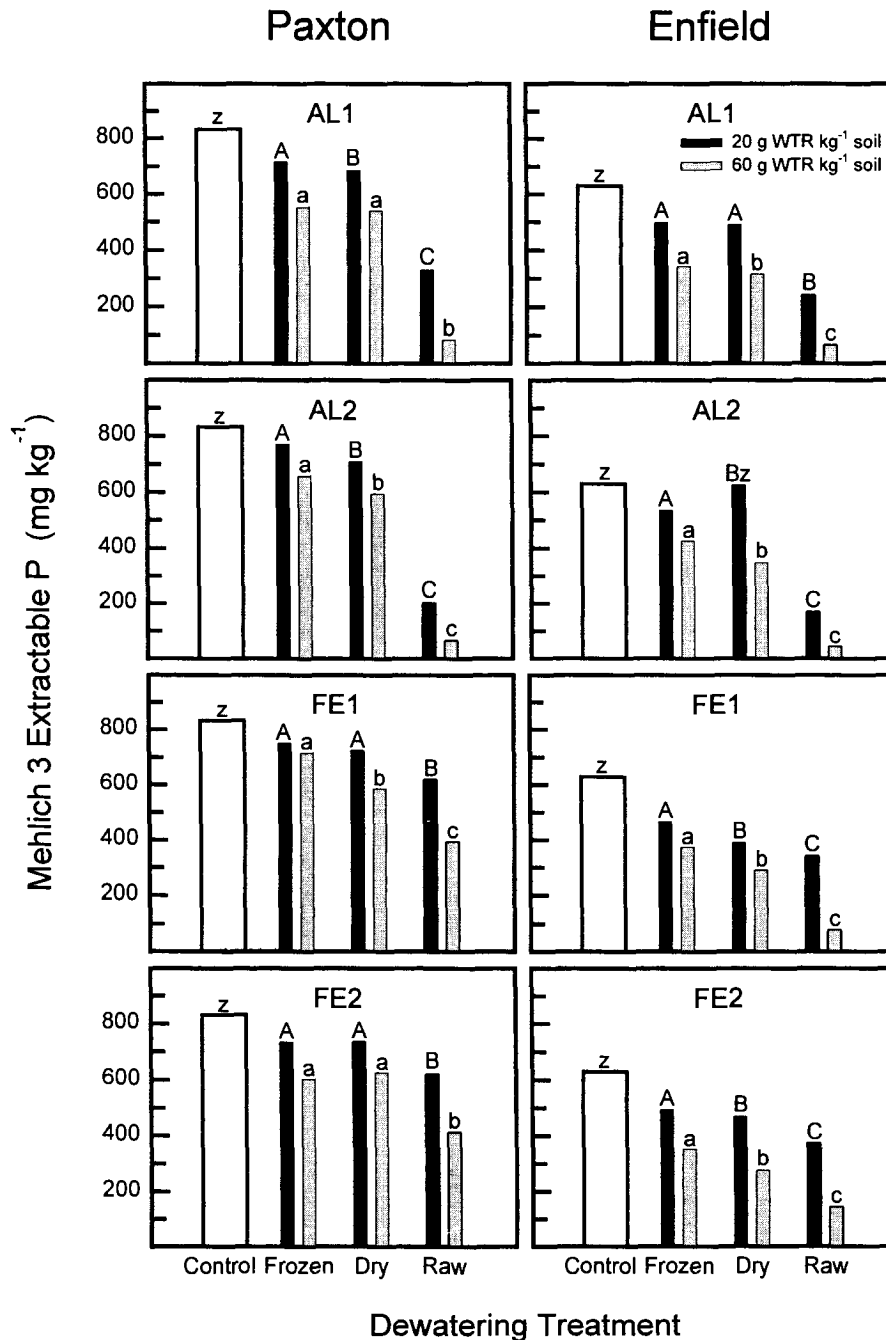 Paxton Enfield
Mehlich 3 Extractable P (mg kg⁻¹)
AL1
800
600
400
200
z
A
a
B
a
C
b
AL1
20 g WTR kg⁻¹ soil
60 g WTR kg⁻¹ soil
z
A
a
A
b
B
c
AL2
800
600
400
200
z
A
a
B
b
C
c
AL2
z
A
a
Bz
b
C
c
FE1
800
600
400
200
z
A
a
A
b
B
c
FE1
z
A
a
B
b
C
c
FE2
800
600
400
200
z
A
a
A
a
B
b
FE2
z
A
a
B
b
C
c
Control Frozen Dry Raw
Control Frozen Dry Raw
Dewatering Treatment